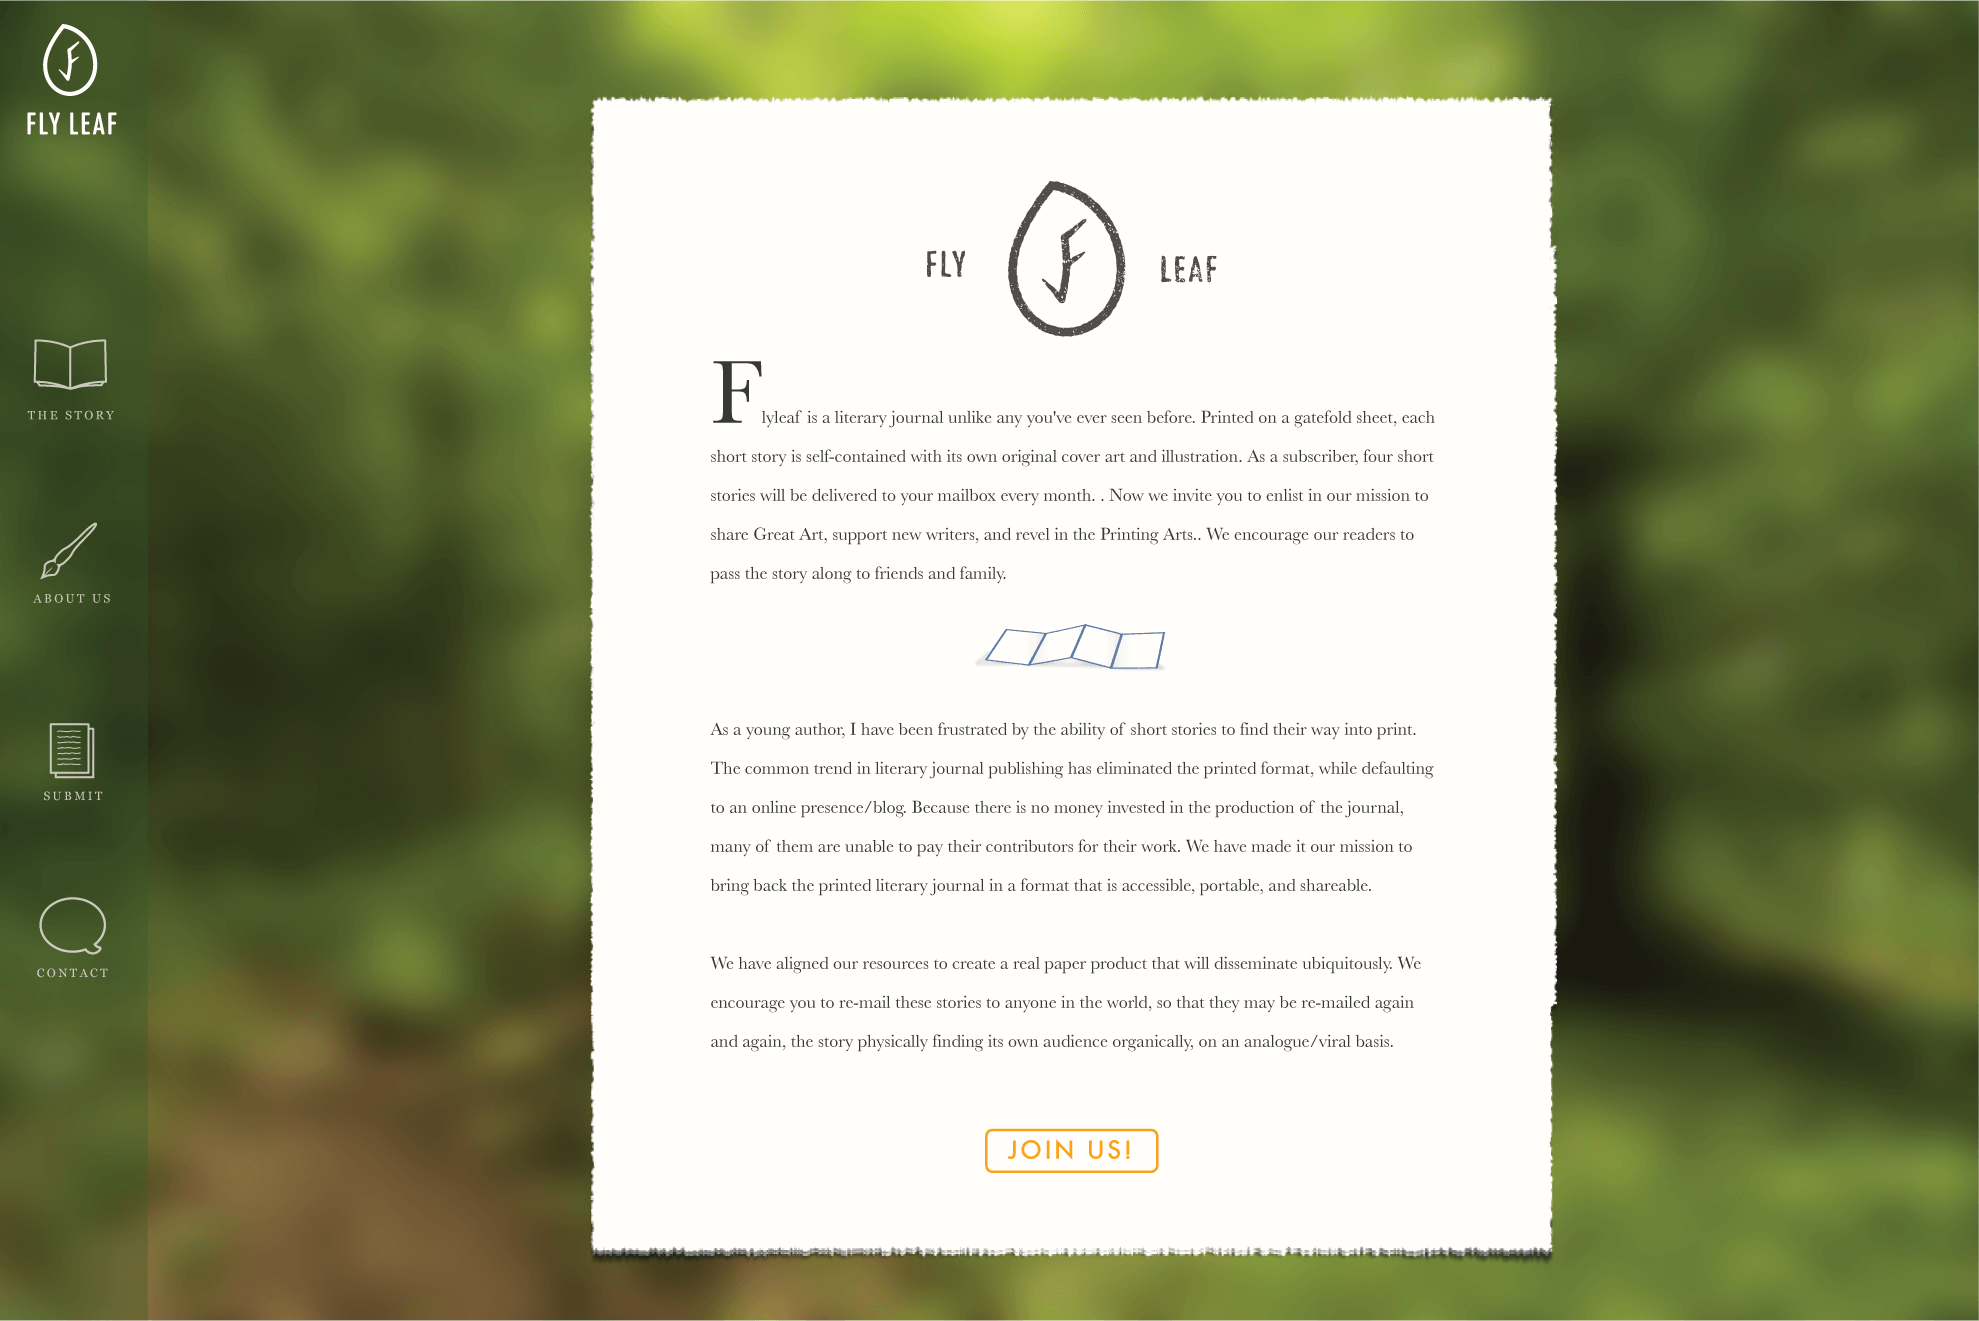 FLY LEAF
THE STORY
ABOUT US
SUBMIT
CONTACT
FLY LEAF
Flyleaf is a literary journal unlike any you've ever seen before. Printed on a gatefold sheet, each
short story is self-contained with its own original cover art and illustration. As a subscriber, four short
stories will be delivered to your mailbox every month. . Now we invite you to enlist in our mission to
share Great Art, support new writers, and revel in the Printing Arts.. We encourage our readers to
pass the story along to friends and family.
As a young author, I have been frustrated by the ability of short stories to find their way into print.
The common trend in literary journal publishing has eliminated the printed format, while defaulting
to an online presence/blog. Because there is no money invested in the production of the journal,
many of them are unable to pay their contributors for their work. We have made it our mission to
bring back the printed literary journal in a format that is accessible, portable, and shareable.
We have aligned our resources to create a real paper product that will disseminate ubiquitously. We
encourage you to re-mail these stories to anyone in the world, so that they may be re-mailed again
and again, the story physically finding its own audience organically, on an analogue/viral basis.
JOIN US!